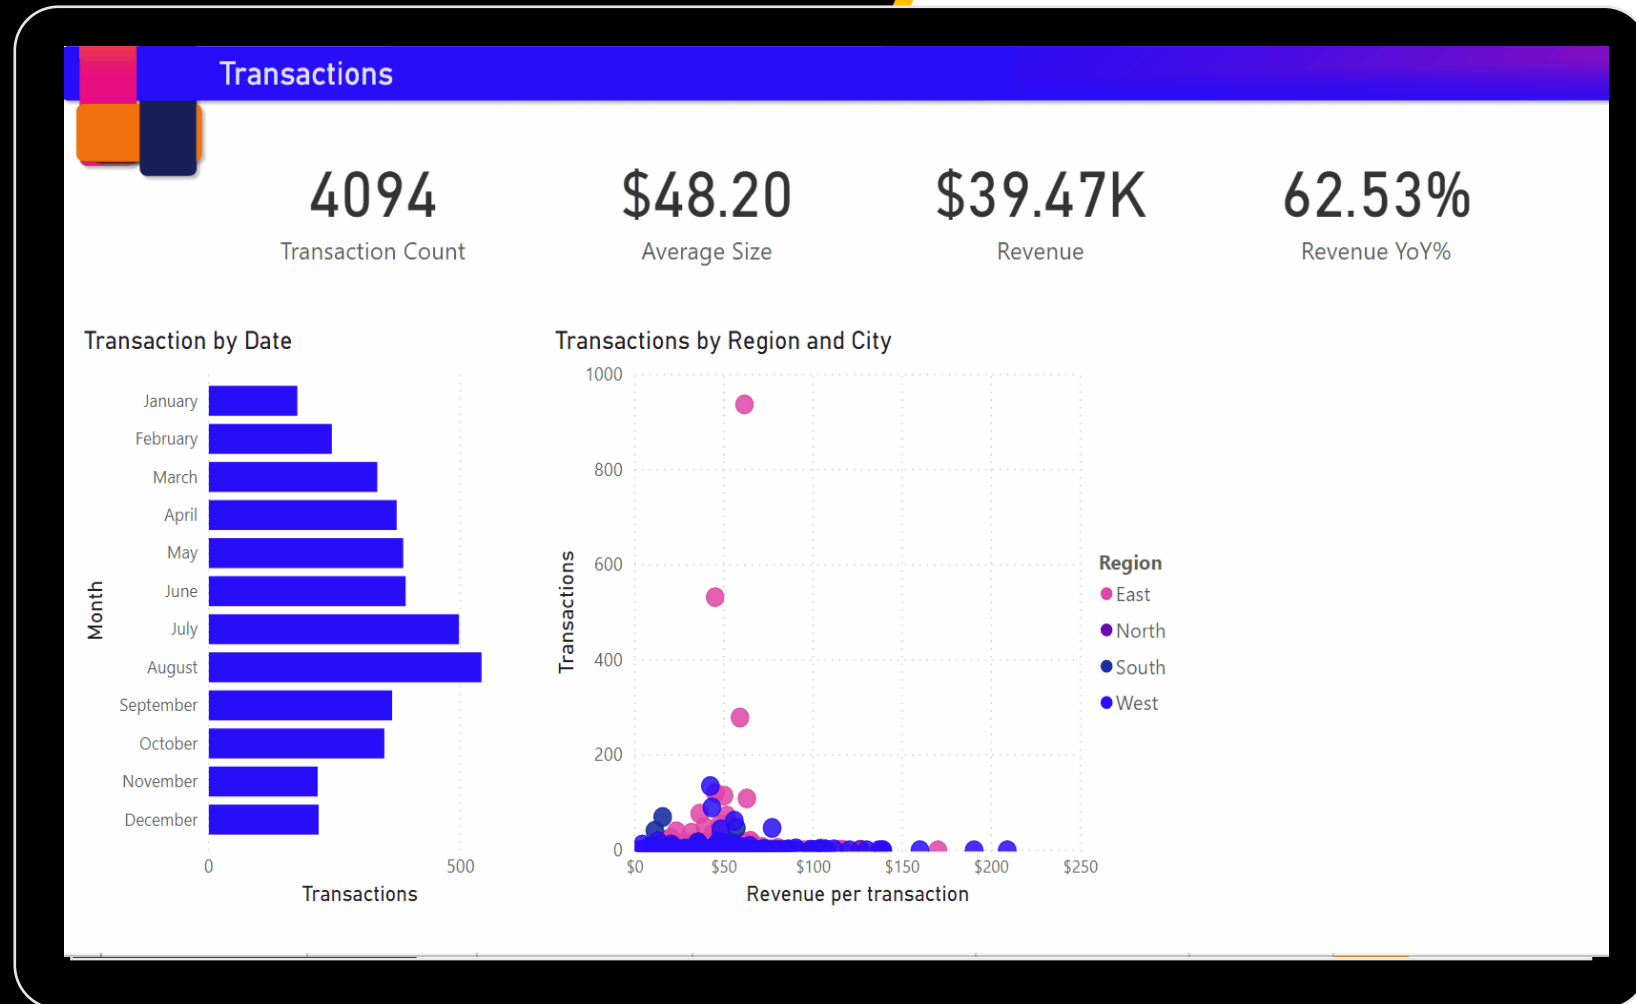 Transactions
4094
Transaction Count
$48.20
Average Size
$39.47K
Revenue
62.53%
Revenue YoY%
Transaction by Date
Month
January
February
March
April
May
June
July
August
September
October
November
December
0 500
Transactions
Transactions by Region and City
Transactions
1000
800
600
400
200
0
$0 $50 $100 $150 $200 $250
Revenue per transaction
Region
East
North
South
West